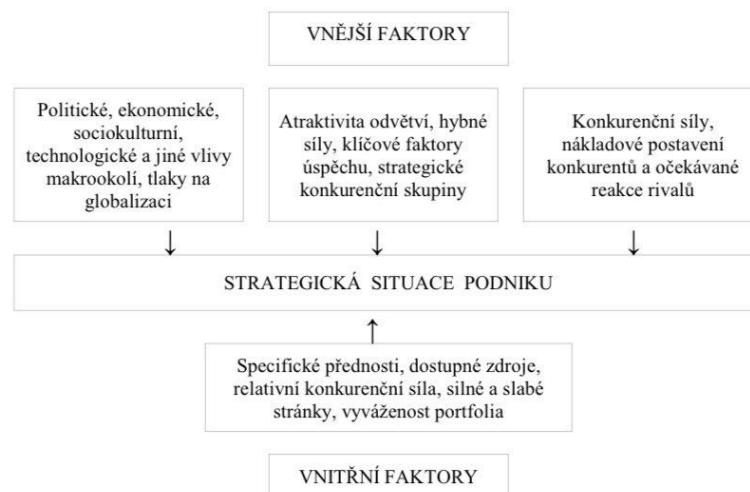 VNĚJŠÍ FAKTORY
Politické, ekonomické,
sociokulturní,
technologické a jiné vlivy
makrookolí, tlaky na
globalizaci
Atraktivita odvětví, hybné
síly, klíčové faktory
úspěchu, strategické
konkurenční skupiny
Konkurenční síly,
nákladové postavení
konkurentů a očekávané
reakce rivalů
STRATEGICKÁ SITUACE PODNIKU
Specifické přednosti, dostupné zdroje,
relativní konkurenční síla, silné a slabé
stránky, vyváženost portfolia
VNITŘNÍ FAKTORY